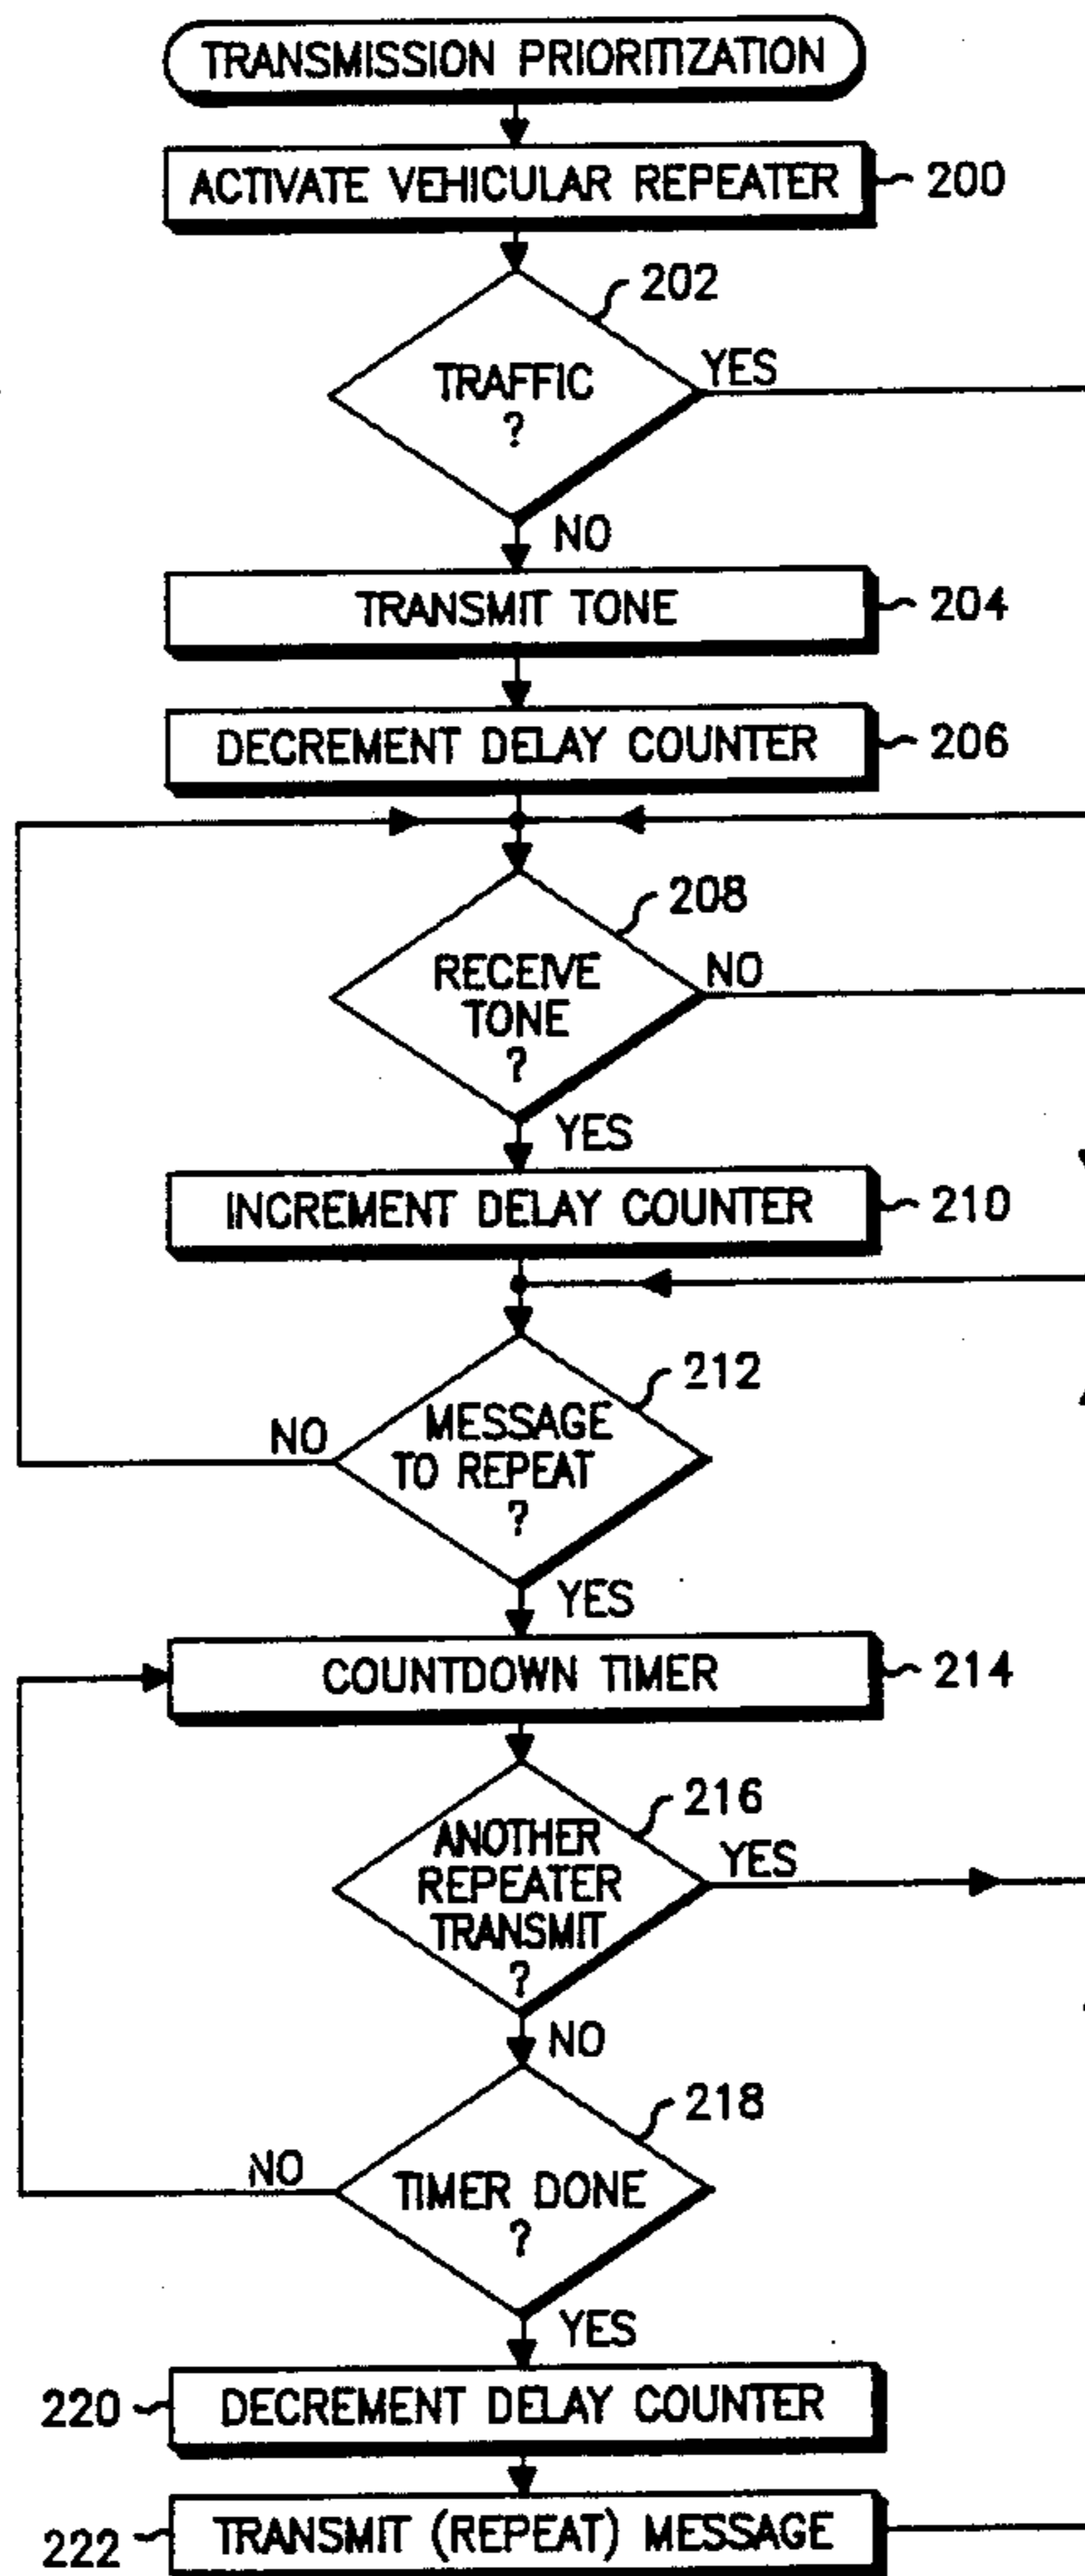 TRANSMISSION PRIORITIZATION
ACTIVATE VEHICULAR REPEATER
200
202
TRAFFIC
?
YES
NO
TRANSMIT TONE
204
DECREMENT DELAY COUNTER
206
208
RECEIVE
TONE
?
NO
YES
INCREMENT DELAY COUNTER
210
212
MESSAGE
TO REPEAT
?
NO
YES
COUNTDOWN TIMER
214
216
ANOTHER
REPEATER
TRANSMIT
?
YES
NO
218
TIMER DONE
?
NO
YES
220
DECREMENT DELAY COUNTER
222
TRANSMIT (REPEAT) MESSAGE